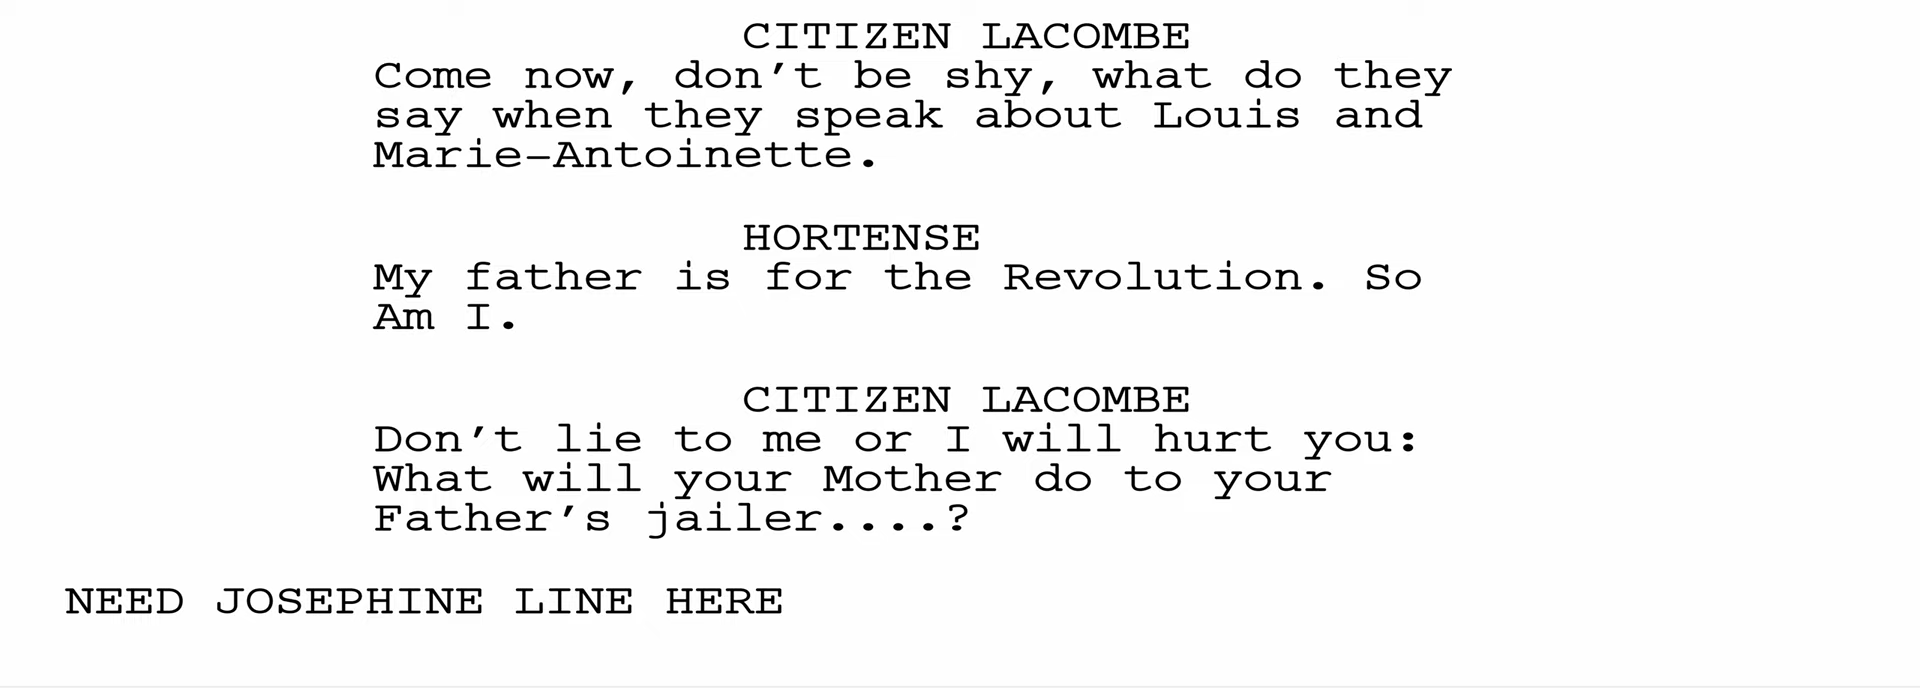 CITIZEN LACOMBE
Come now, don’t be shy, what do they
say when they speak about Louis and
Marie-Antoinette.
HORTENSE
My father is for the Revolution. So
Am I.
CITIZEN LACOMBE
Don’t lie to me or I will hurt you:
What will your Mother do to your
Father’s jailer....?
NEED JOSEPHINE LINE HERE